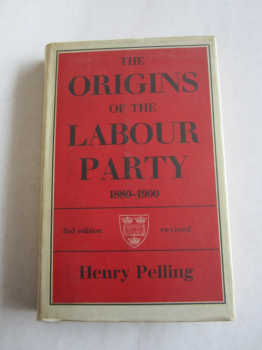 THE
ORIGINS
OF THE
LABOUR
PARTY
1880-1900
2nd edition revised
Henry Pelling